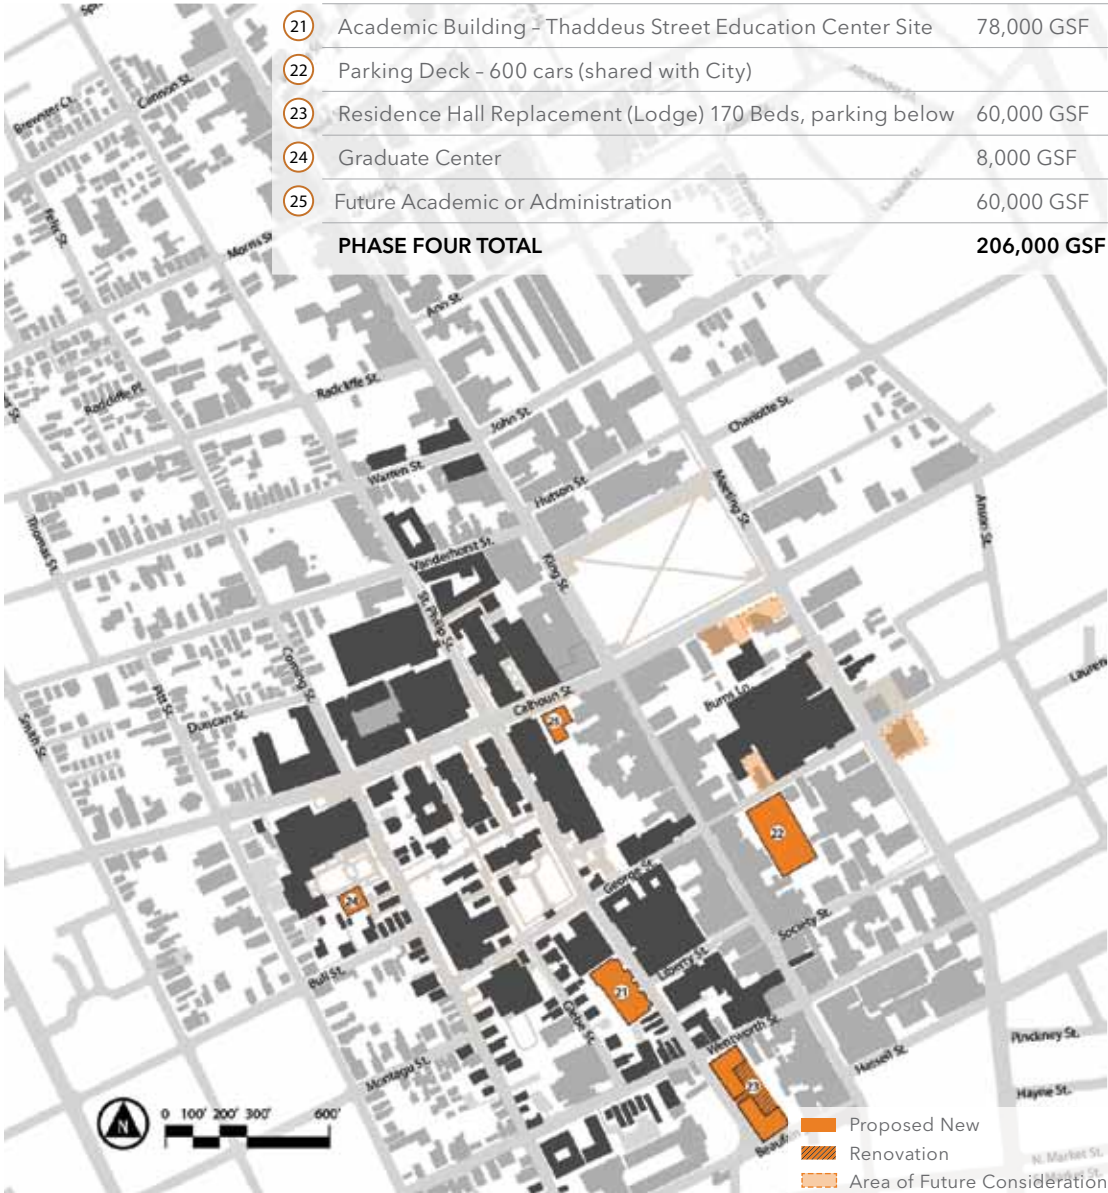 21 Academic Building – Thaddeus Street Education Center Site 78,000 GSF
22 Parking Deck – 600 cars (shared with City)
23 Residence Hall Replacement (Lodge) 170 Beds, parking below 60,000 GSF
24 Graduate Center 8,000 GSF
25 Future Academic or Administration 60,000 GSF
PHASE FOUR TOTAL 206,000 GSF
Cannon St.
Brewster Ct.
Alexander St.
Felix St.
Morris St.
Ann St.
Radcliffe Pl.
Radcliffe St.
John St.
Charlotte St.
Warren St.
Hutson St.
Meeting St.
Thomas St.
Vanderhorst St.
King St.
Anson St.
St. Philip St.
Coming St.
Pitt St.
Smith St.
Duncan St.
Calhoun St.
Burns Ln
22
24
George St.
Society St.
Bull St.
Liberty St.
21
Glebe St.
Wentworth St.
Hasell St.
Pinckney St.
Montagu St.
23
Hayne St.
N
0 100' 200' 300' 600'
Proposed New
Renovation
Area of Future Consideration
N. Market St.